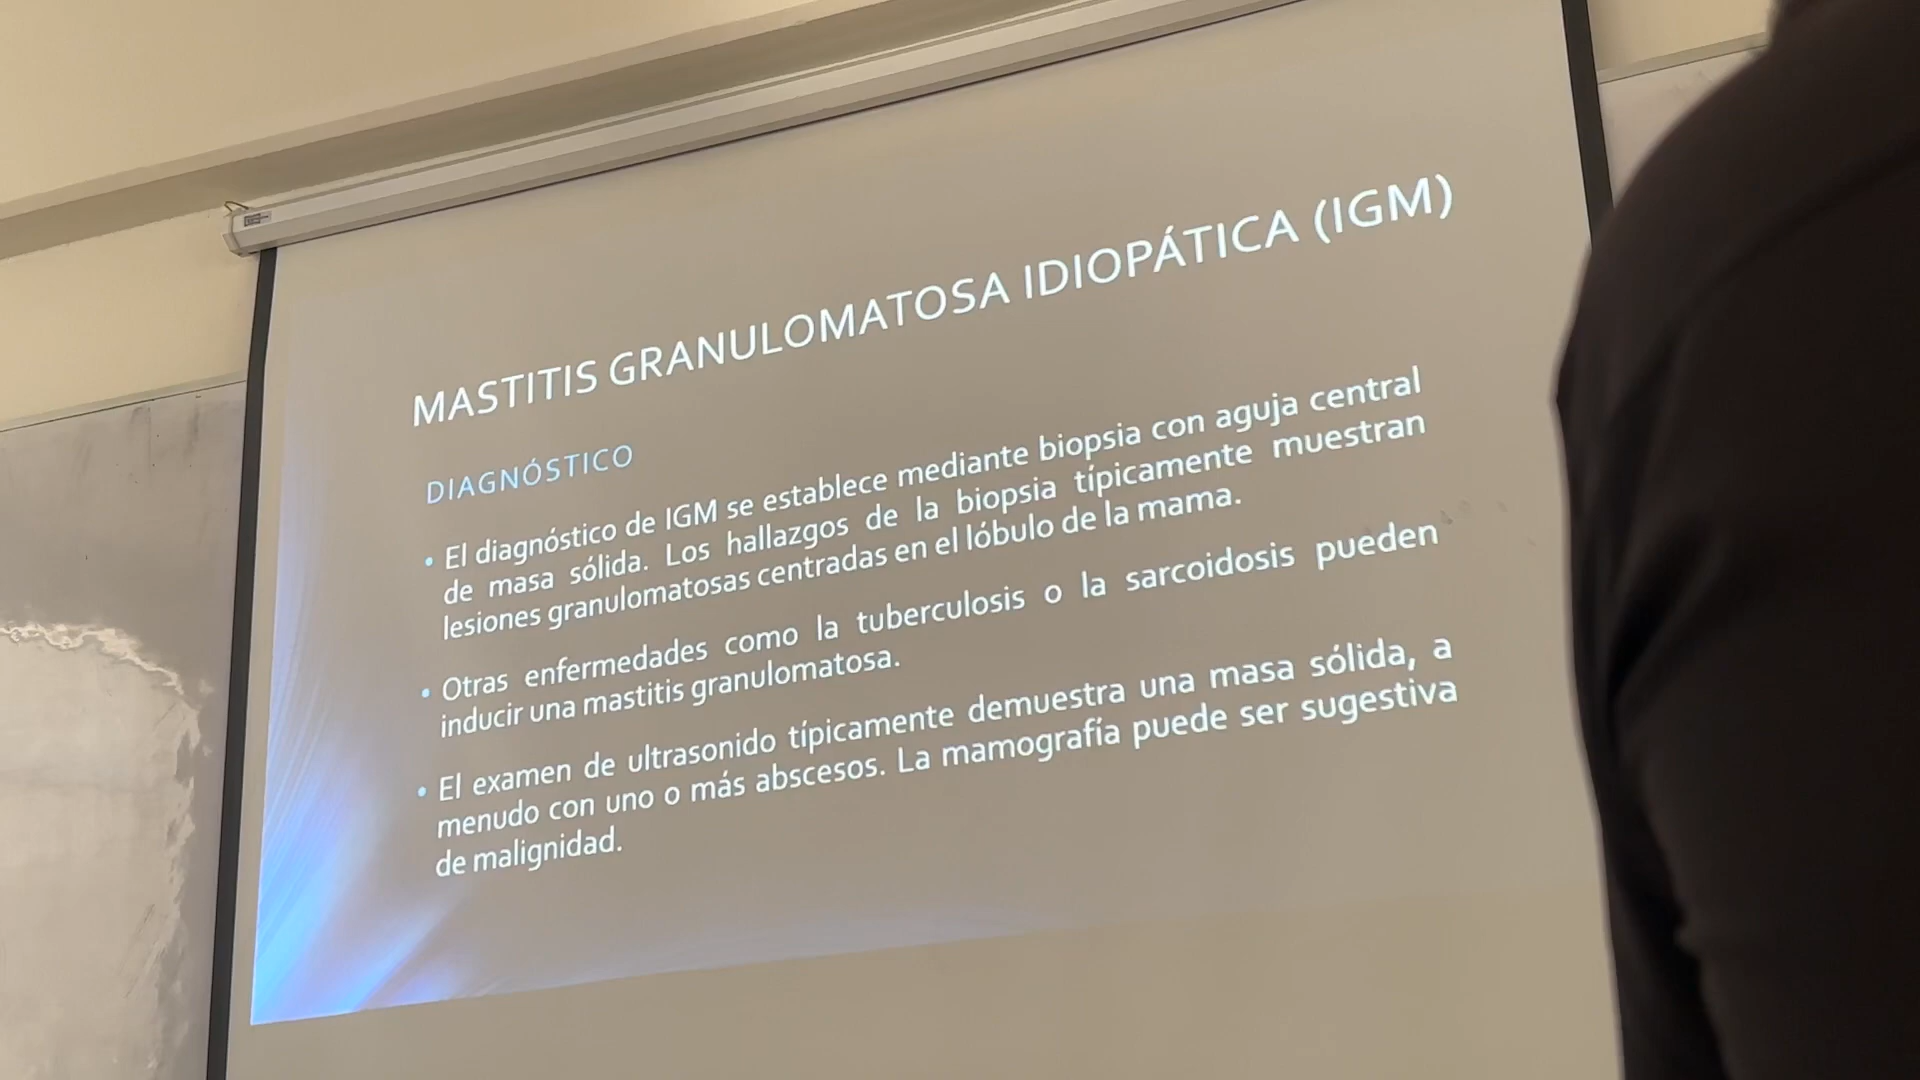 MASTITIS GRANULOMATOSA IDIOPÁTICA (IGM)
DIAGNÓSTICO
• El diagnóstico de IGM se establece mediante biopsia con aguja central
de masa sólida. Los hallazgos de la biopsia típicamente muestran
lesiones granulomatosas centradas en el lóbulo de la mama.
• Otras enfermedades como la tuberculosis o la sarcoidosis pueden
inducir una mastitis granulomatosa.
• El examen de ultrasonido típicamente demuestra una masa sólida, a
menudo con uno o más abscesos. La mamografía puede ser sugestiva
de malignidad.